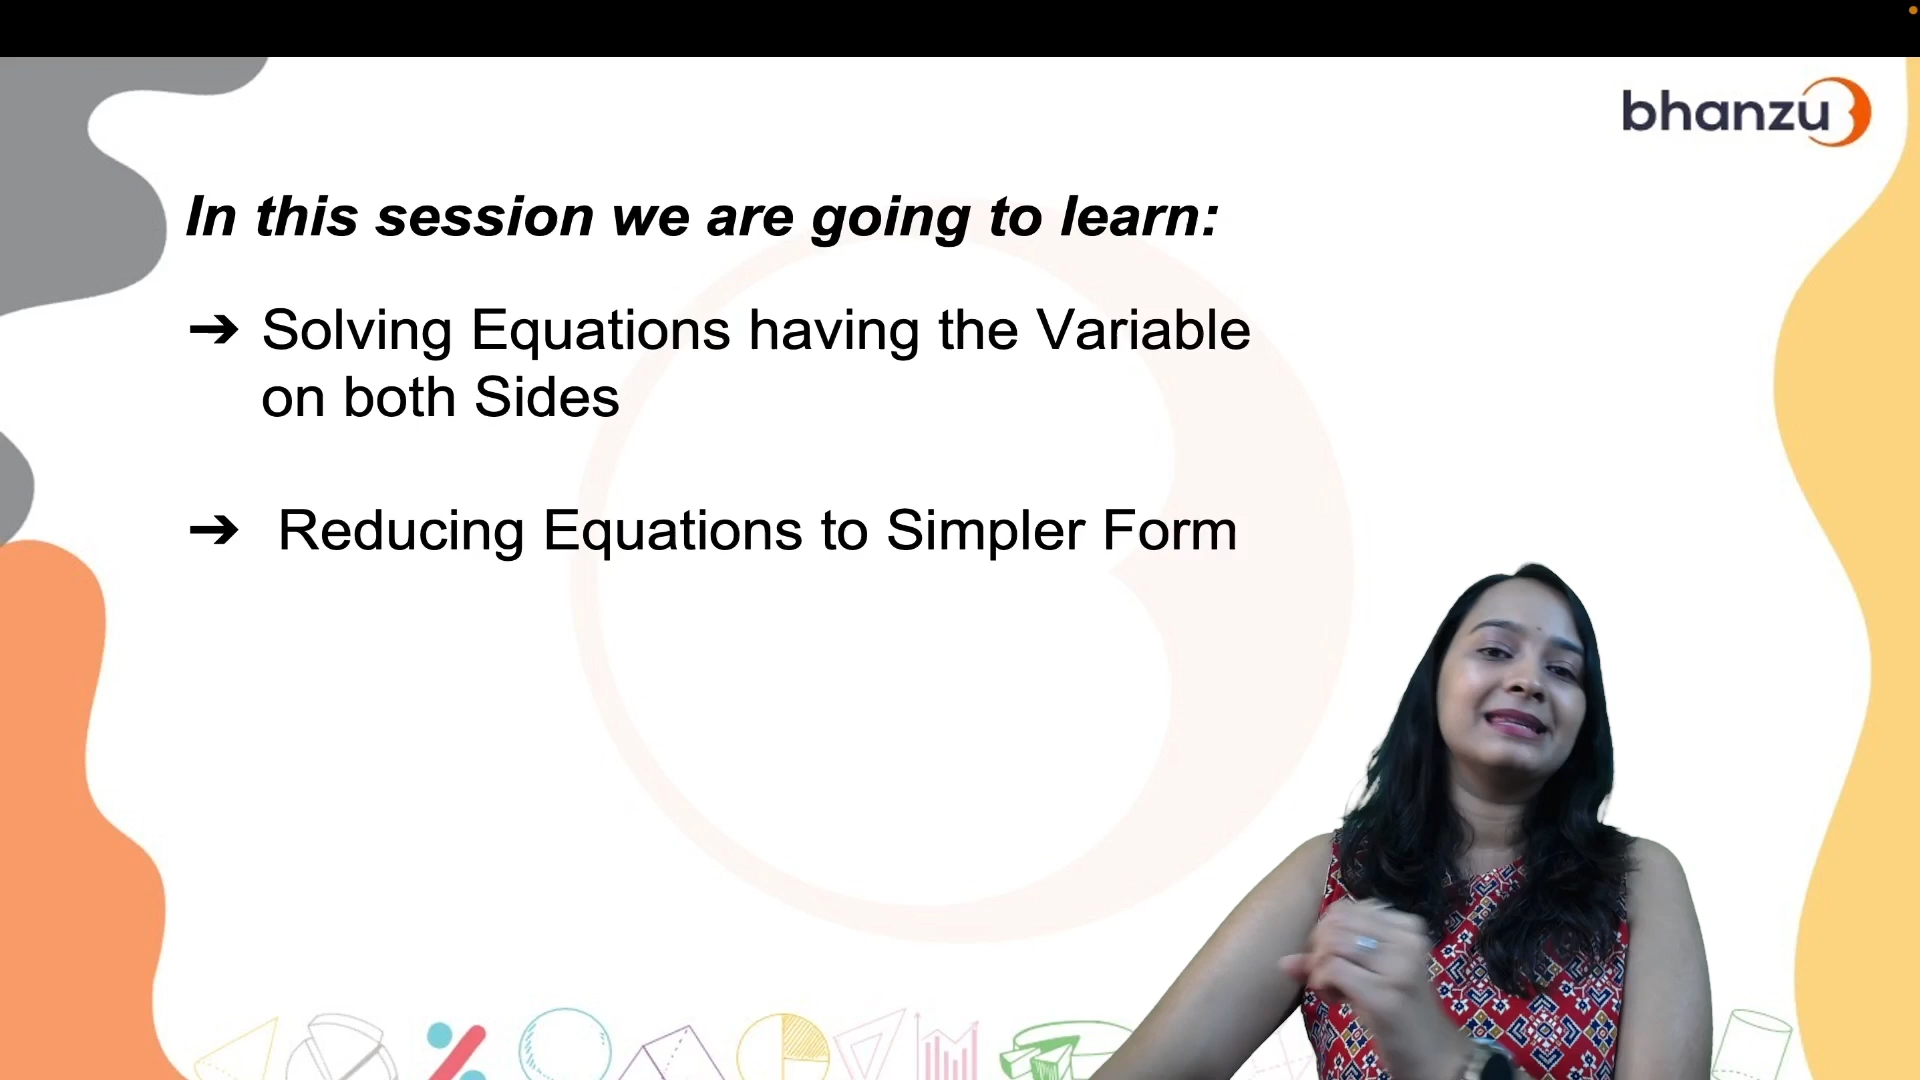 bhanzu
In this session we are going to learn:
➔ Solving Equations having the Variable
on both Sides
➔ Reducing Equations to Simpler Form